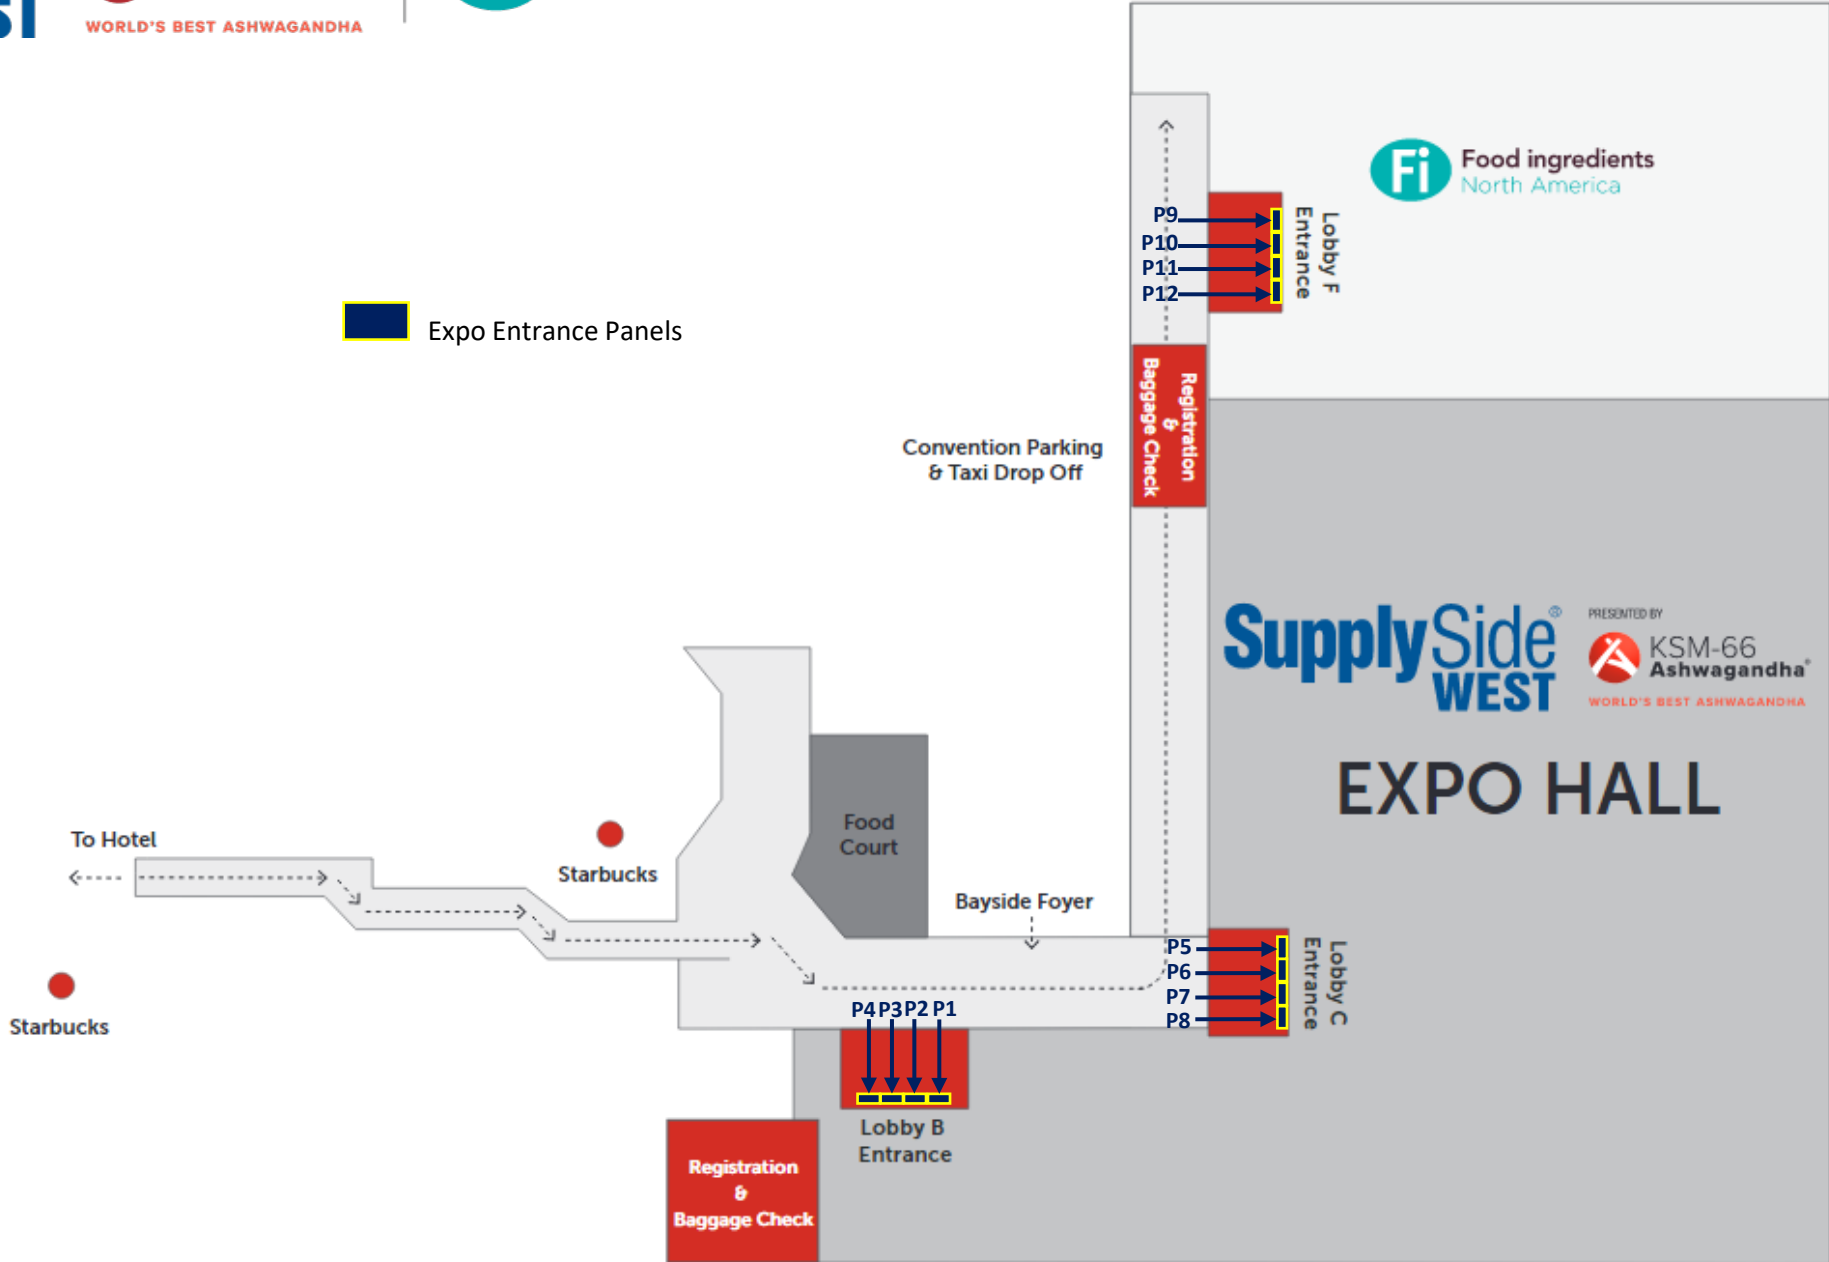 WORLD'S BEST ASHWAGANDHA
Fi
Food ingredients
North America
P9
P10
P11
P12
Lobby F
Entrance
Expo Entrance Panels
Registration
&
Baggage Check
Convention Parking
& Taxi Drop Off
SupplySide®
WEST
PRESENTED BY
KSM-66
Ashwagandha®
WORLD'S BEST ASHWAGANDHA
EXPO HALL
Food
Court
To Hotel
Starbucks
Bayside Foyer
P5
P6
P7
P8
Lobby C
Entrance
Starbucks
P4 P3 P2 P1
Lobby B
Entrance
Registration
&
Baggage Check